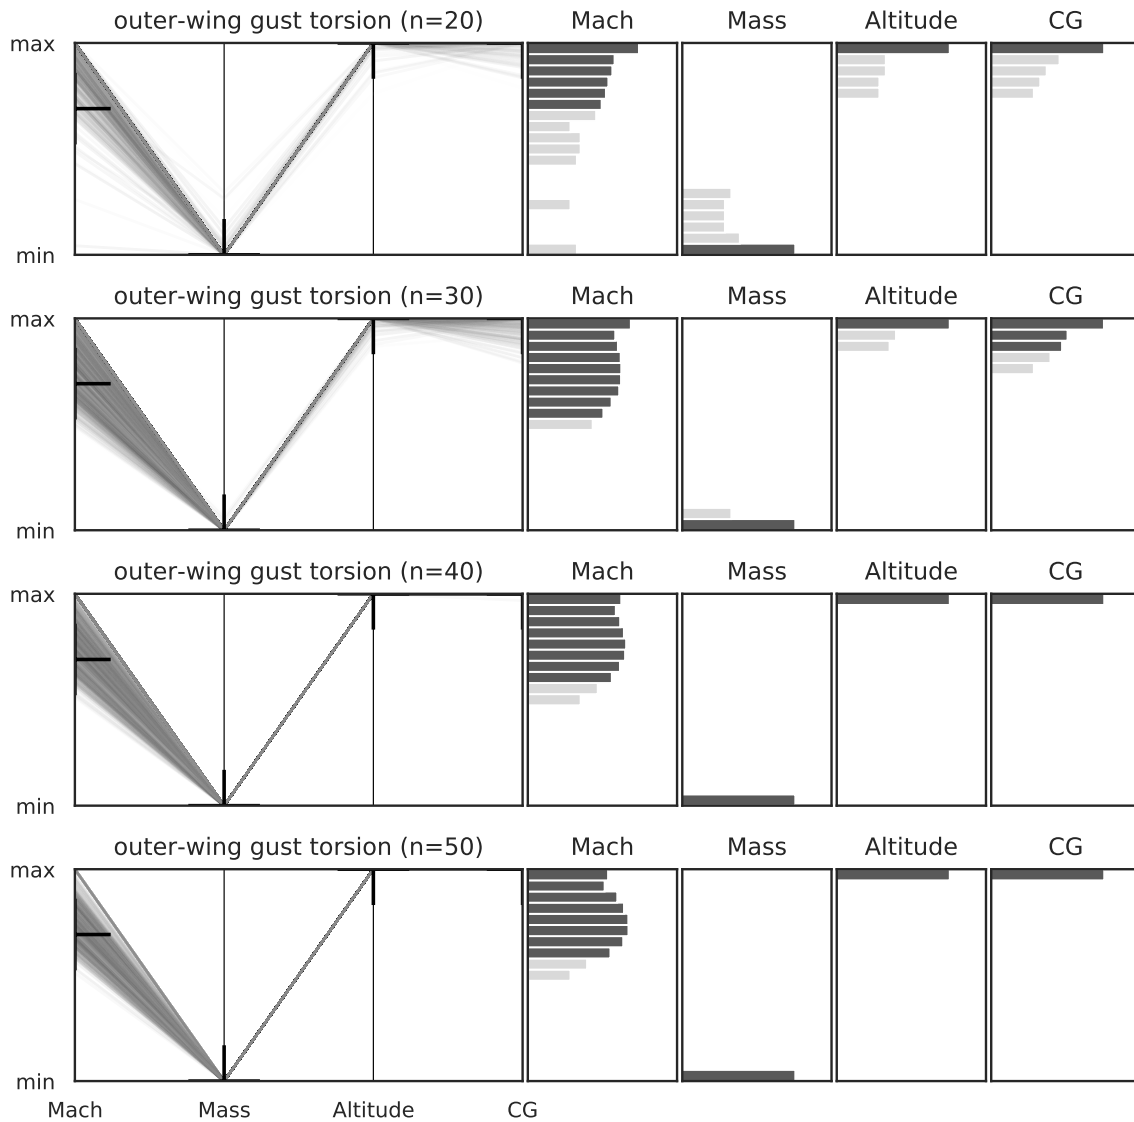 outer-wing gust torsion (n=20) Mach Mass Altitude CG
max
min
outer-wing gust torsion (n=30) Mach Mass Altitude CG
max
min
outer-wing gust torsion (n=40) Mach Mass Altitude CG
max
min
outer-wing gust torsion (n=50) Mach Mass Altitude CG
max
min
Mach Mass Altitude CG